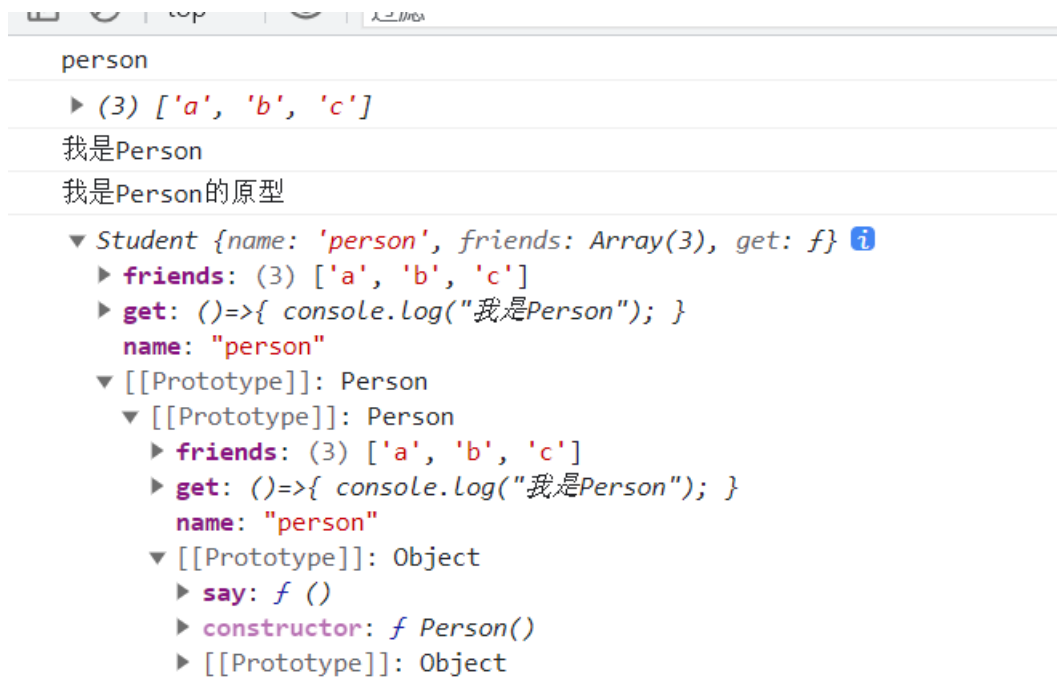 top 过滤
person
(3) ['a', 'b', 'c']
我是Person
我是Person的原型
Student {name: 'person', friends: Array(3), get: ƒ} i
friends: (3) ['a', 'b', 'c']
get: ()=>{ console.log("我是Person"); }
name: "person"
[[Prototype]]: Person
[[Prototype]]: Person
friends: (3) ['a', 'b', 'c']
get: ()=>{ console.log("我是Person"); }
name: "person"
[[Prototype]]: Object
say: ƒ ()
constructor: ƒ Person()
[[Prototype]]: Object